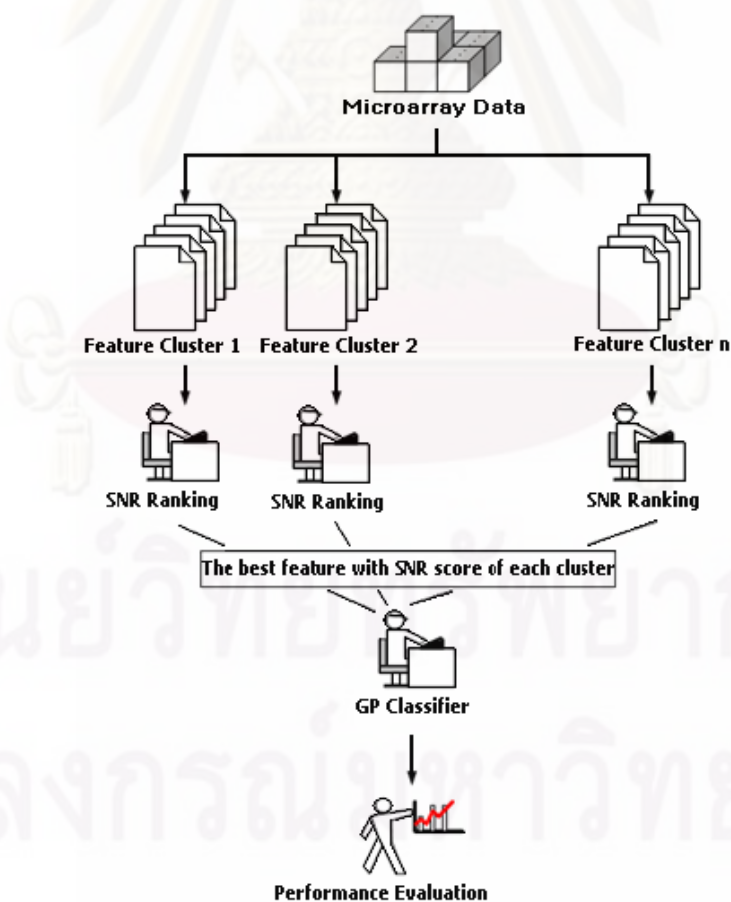 Microarray Data
Feature Cluster 1 Feature Cluster 2 Feature Cluster n
SNR Ranking SNR Ranking SNR Ranking
The best feature with SNR score of each cluster
GP Classifier
Performance Evaluation